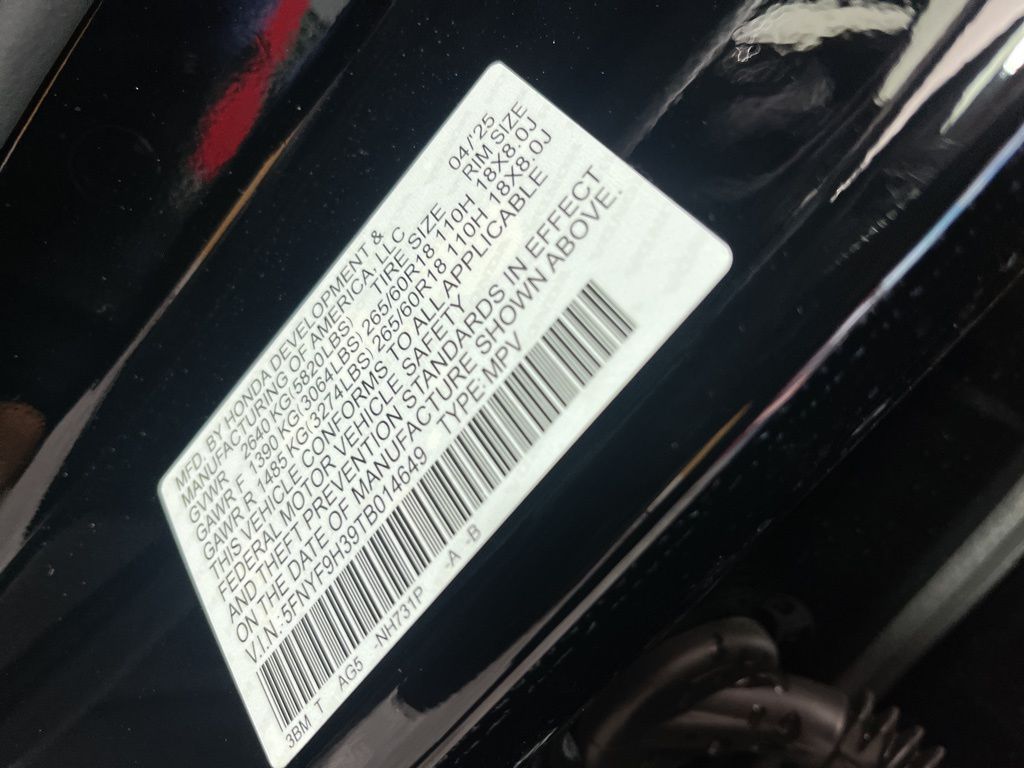 MFD. BY HONDA DEVELOPMENT &
MANUFACTURING OF AMERICA, LLC 04/'25
GVWR 2640 KG( 5820LBS) TIRE SIZE RIM SIZE
GAWR F 1390 KG( 3064LBS) 265/60R18 110H 18X8.0J
GAWR R 1485 KG( 3274LBS) 265/60R18 110H 18X8.0J
THIS VEHICLE CONFORMS TO ALL APPLICABLE
FEDERAL MOTOR VEHICLE SAFETY
AND THEFT PREVENTION STANDARDS IN EFFECT
ON THE DATE OF MANUFACTURE SHOWN ABOVE.
V.I.N.:5FNYF9H39TB014649 TYPE:MPV
3BM T AG5 -NH731P -A -B